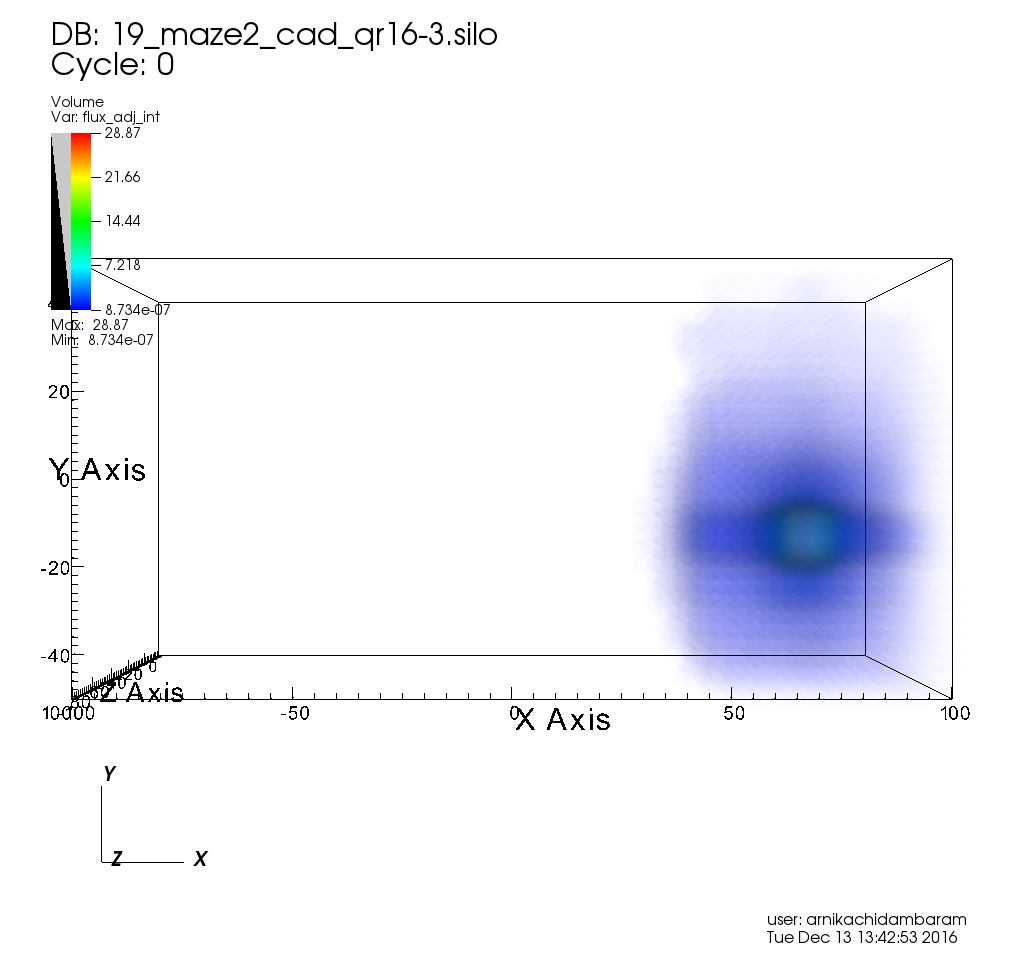 DB: 19_maze2_cad_qr16-3.silo
Cycle: 0
Volume
Var: flux_adj_int
28.87
21.66
14.44
7.218
8.734e-07
Max: 28.87
Min: 8.734e-07
20
Y Axis
0
-20
-40
20
0
Z Axis
-50
0
50
100
X Axis
Y
Z
X
user: arnikachidambaram
Tue Dec 13 13:42:53 2016